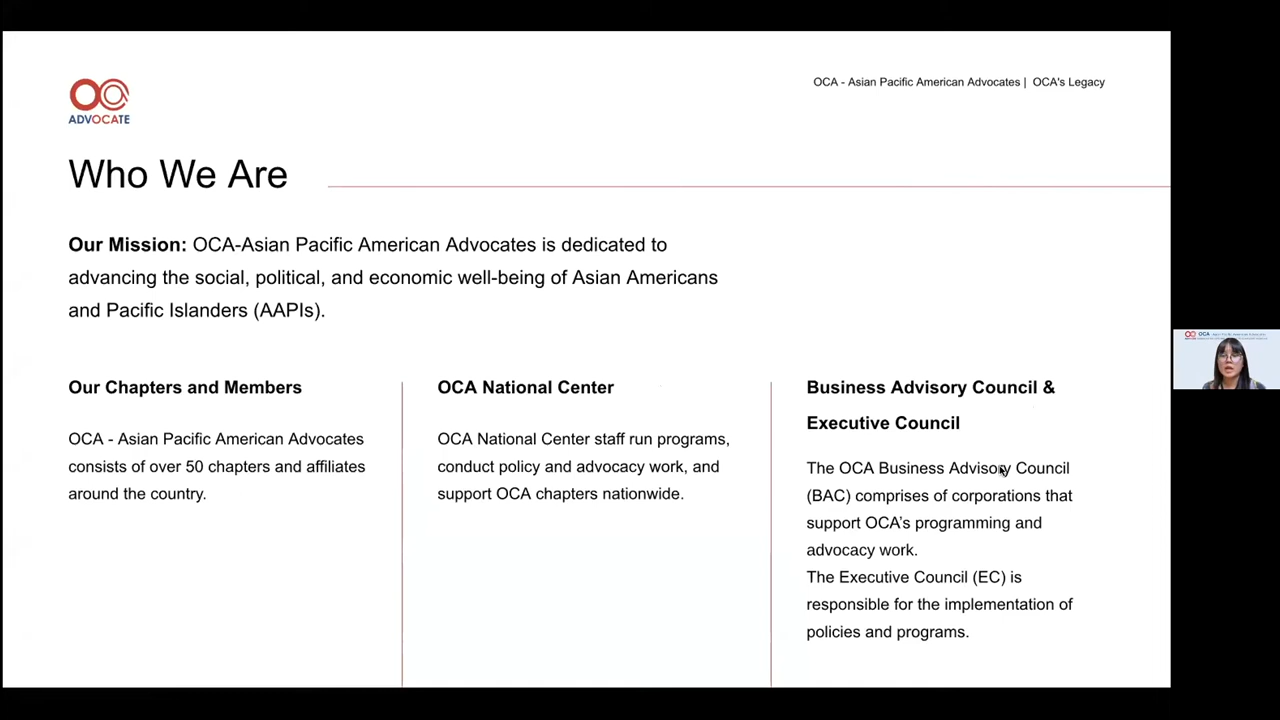 OCA - Asian Pacific American Advocates | OCA's Legacy
ADVOCATE
Who We Are
Our Mission: OCA-Asian Pacific American Advocates is dedicated to
advancing the social, political, and economic well-being of Asian Americans
and Pacific Islanders (AAPIs).
Our Chapters and Members
OCA - Asian Pacific American Advocates
consists of over 50 chapters and affiliates
around the country.
OCA National Center
OCA National Center staff run programs,
conduct policy and advocacy work, and
support OCA chapters nationwide.
Business Advisory Council &
Executive Council
The OCA Business Advisory Council
(BAC) comprises of corporations that
support OCA’s programming and
advocacy work.
The Executive Council (EC) is
responsible for the implementation of
policies and programs.
OCA